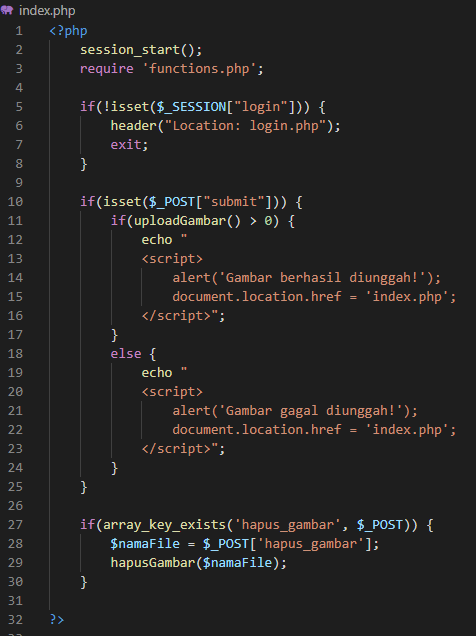 index.php
1 <?php
2 session_start();
3 require 'functions.php';
4
5 if(!isset($_SESSION["login"])) {
6 header("Location: login.php");
7 exit;
8 }
9
10 if(isset($_POST["submit"])) {
11 if(uploadGambar() > 0) {
12 echo "
13 <script>
14 alert('Gambar berhasil diunggah!');
15 document.location.href = 'index.php';
16 </script>";
17 }
18 else {
19 echo "
20 <script>
21 alert('Gambar gagal diunggah!');
22 document.location.href = 'index.php';
23 </script>";
24 }
25 }
26
27 if(array_key_exists('hapus_gambar', $_POST)) {
28 $namaFile = $_POST['hapus_gambar'];
29 hapusGambar($namaFile);
30 }
31
32 ?>
33